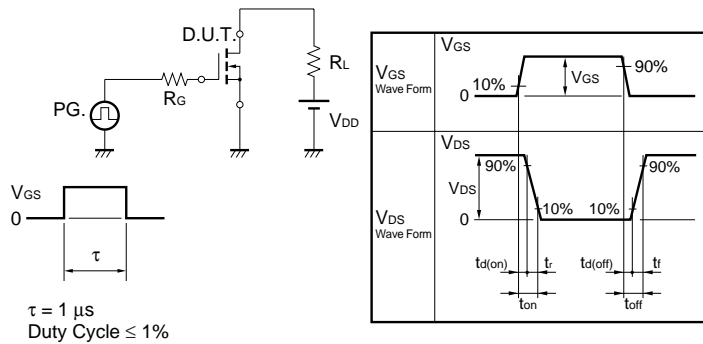 D.U.T.
RL
RG
PG.
VDD
VGS
0
τ
τ = 1 μs
Duty Cycle ≤ 1%
VGS
Wave Form
VGS
10%
VGS
90%
0
VDS
Wave Form
VDS
90%
VDS
10%
10%
90%
0
td(on)
tr
td(off)
tf
ton
toff